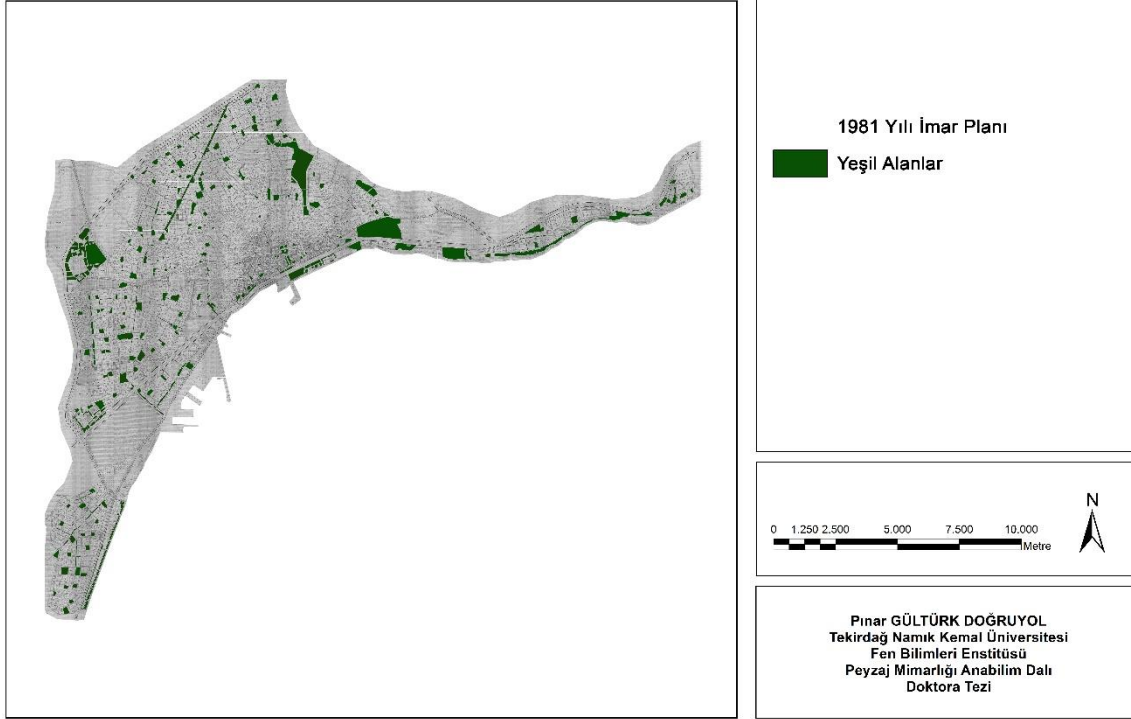 1981 Yılı İmar Planı
Yeşil Alanlar
N
0 1.250 2.500 5.000 7.500 10.000
Metre
Pınar GÜLTÜRK DOĞRUYOL
Tekirdağ Namık Kemal Üniversitesi
Fen Bilimleri Enstitüsü
Peyzaj Mimarlığı Anabilim Dalı
Doktora Tezi